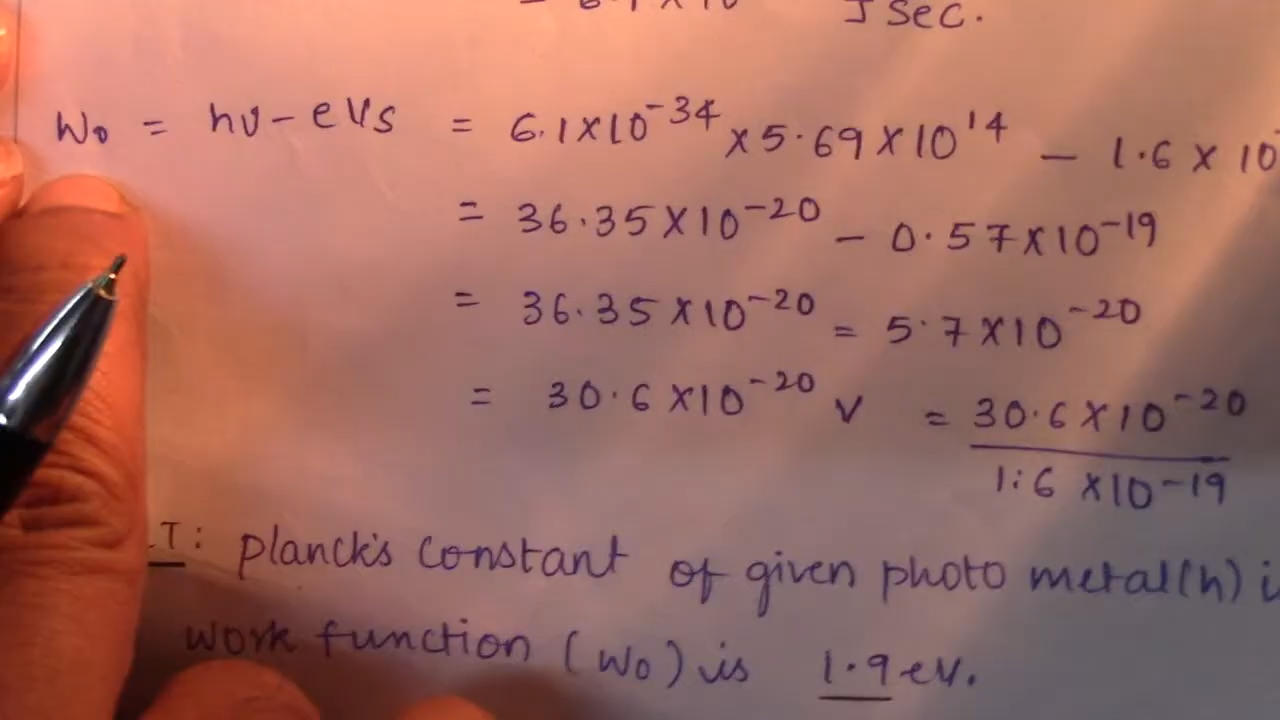 J Sec.
W₀ = hυ - eVs = 6.1 × 10⁻³⁴ × 5.69 × 10¹⁴ - 1.6 × 10
= 36.35 × 10⁻²⁰ - 0.57 × 10⁻¹⁹
= 36.35 × 10⁻²⁰ = 5.7 × 10⁻²⁰
= 30.6 × 10⁻²⁰ V = 30.6 × 10⁻²⁰
1.6 × 10⁻¹⁹
T: planck's constant of given photo metal(h) i
work function (W₀) is 1.9 eV.